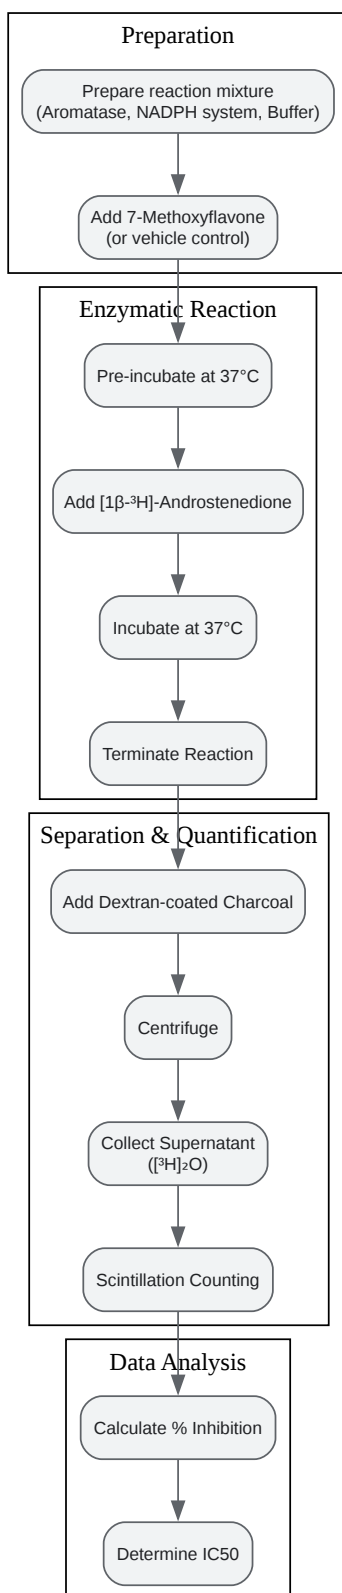 Preparation
Prepare reaction mixture
(Aromatase, NADPH system, Buffer)
Add 7-Methoxyflavone
(or vehicle control)
Enzymatic Reaction
Pre-incubate at 37°C
Add [1β-³H]-Androstenedione
Incubate at 37°C
Terminate Reaction
Separation & Quantification
Add Dextran-coated Charcoal
Centrifuge
Collect Supernatant
([³H]₂O)
Scintillation Counting
Data Analysis
Calculate % Inhibition
Determine IC50